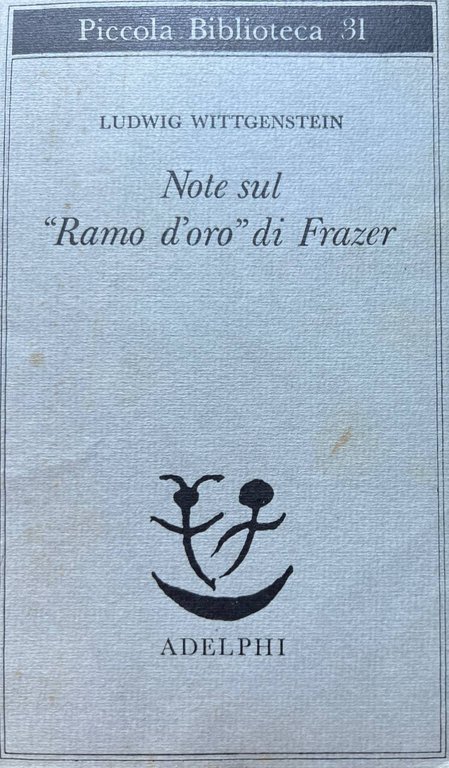 Piccola Biblioteca 31
LUDWIG WITTGENSTEIN
Note sul
“Ramo d’oro” di Frazer
ADELPHI